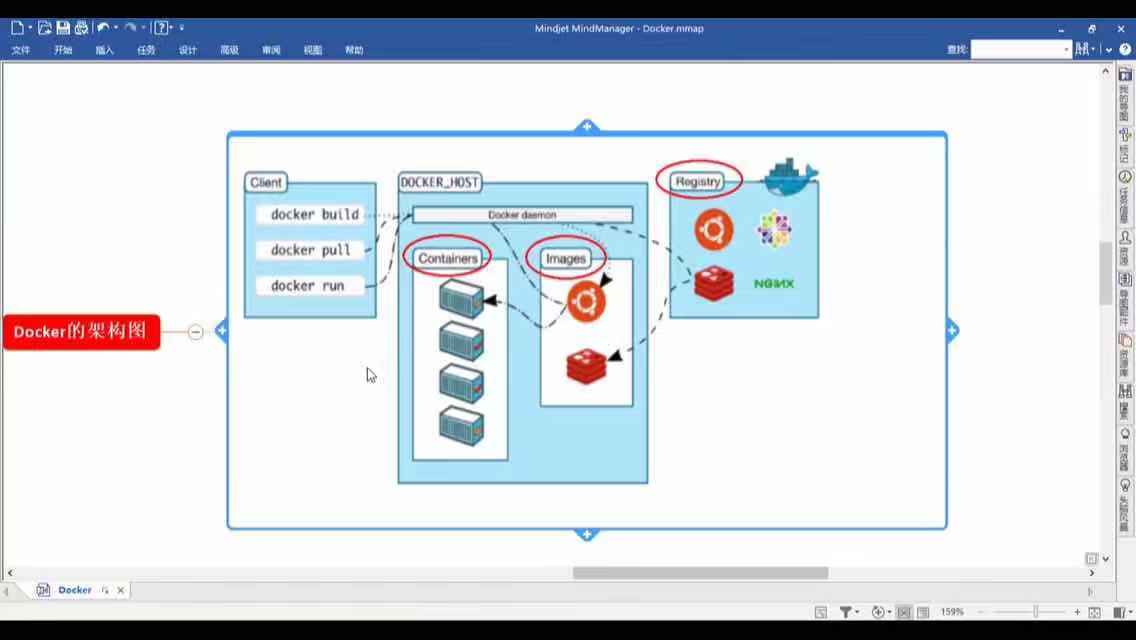 Mindjet MindManager - Docker.mmap
文件 开始 插入 任务 设计 高级 审阅 视图 帮助
查找:
Client
docker build
docker pull
docker run
DOCKER_HOST
Docker daemon
Containers
Images
Registry
NGINX
Docker的架构图
我的导图
标记
任务信息
资源
导图部件
资源库
搜索
浏览器
头脑风暴
Docker
159%